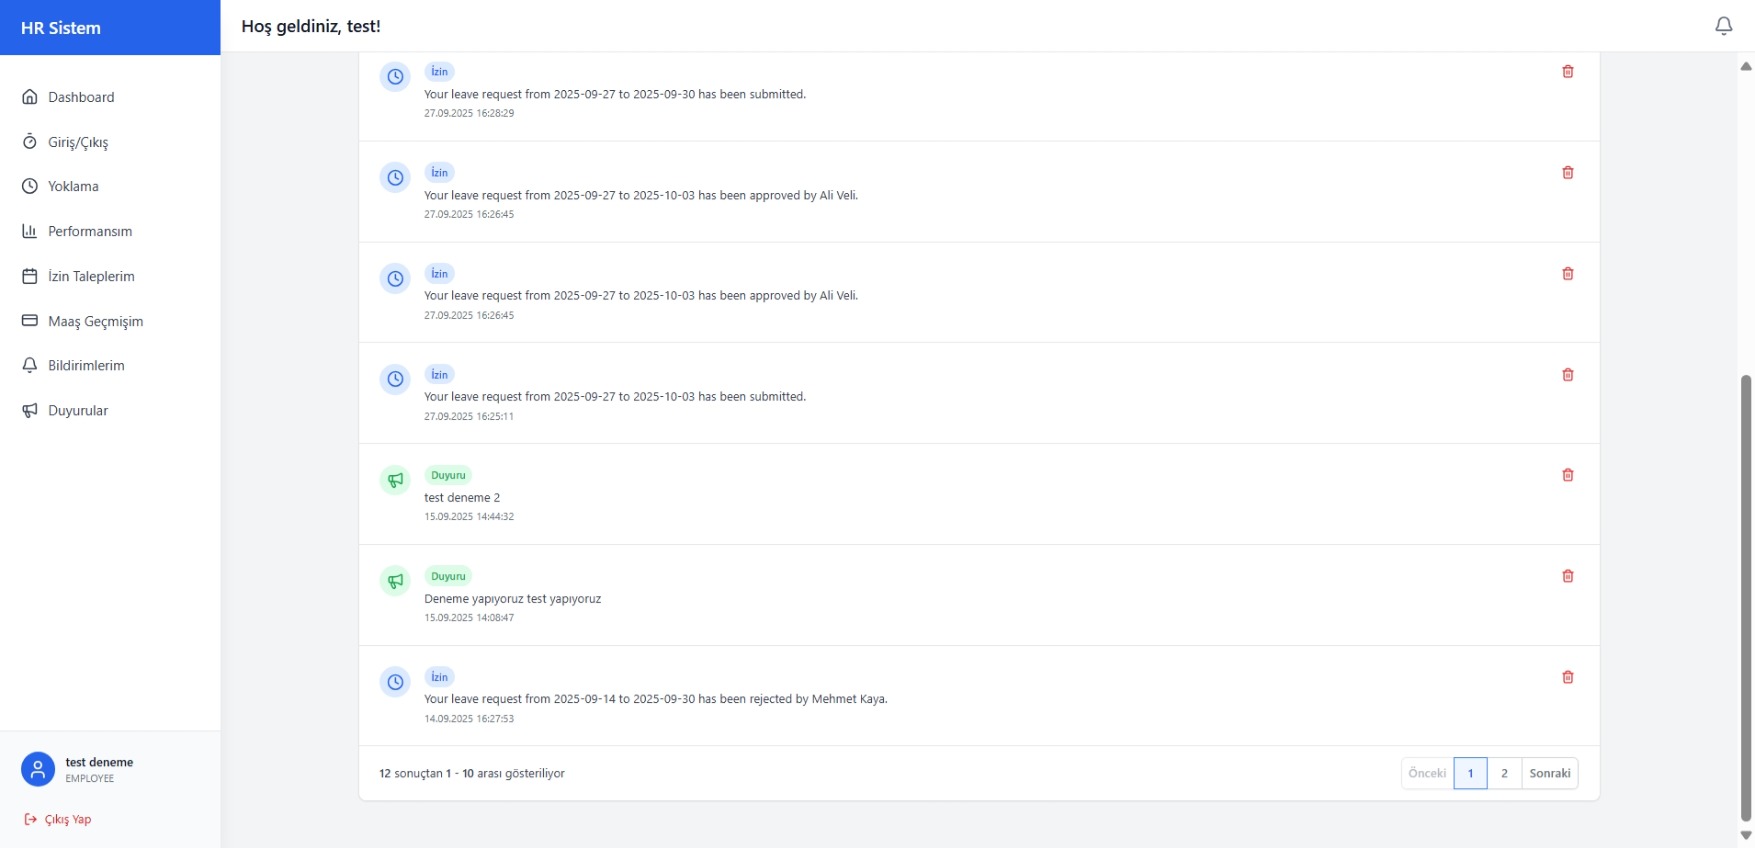 HR Sistem
Hoş geldiniz, test!
Dashboard
Giriş/Çıkış
Yoklama
Performansım
İzin Taleplerim
Maaş Geçmişim
Bildirimlerim
Duyurular
test deneme
EMPLOYEE
Çıkış Yap
İzin
Your leave request from 2025-09-27 to 2025-09-30 has been submitted.
27.09.2025 16:28:29
İzin
Your leave request from 2025-09-27 to 2025-10-03 has been approved by Ali Veli.
27.09.2025 16:26:45
İzin
Your leave request from 2025-09-27 to 2025-10-03 has been approved by Ali Veli.
27.09.2025 16:26:45
İzin
Your leave request from 2025-09-27 to 2025-10-03 has been submitted.
27.09.2025 16:25:11
Duyuru
test deneme 2
15.09.2025 14:44:32
Duyuru
Deneme yapıyoruz test yapıyoruz
15.09.2025 14:08:47
İzin
Your leave request from 2025-09-14 to 2025-09-30 has been rejected by Mehmet Kaya.
14.09.2025 16:27:53
12 sonuçtan 1 - 10 arası gösteriliyor
Önceki 1 2 Sonraki